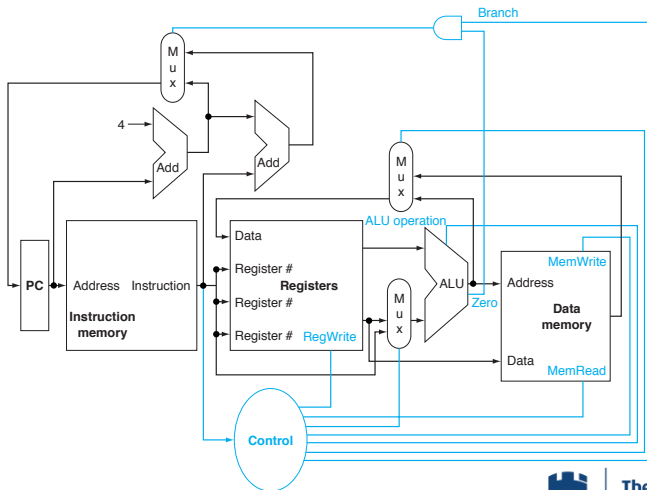 Branch
M
u
x
4
Add
Add
M
u
x
ALU operation
Data
Register #
Register #
Register #
Registers
RegWrite
PC
Address
Instruction
Instruction
memory
M
u
x
ALU
Zero
MemWrite
Address
Data
memory
Data
MemRead
Control
The